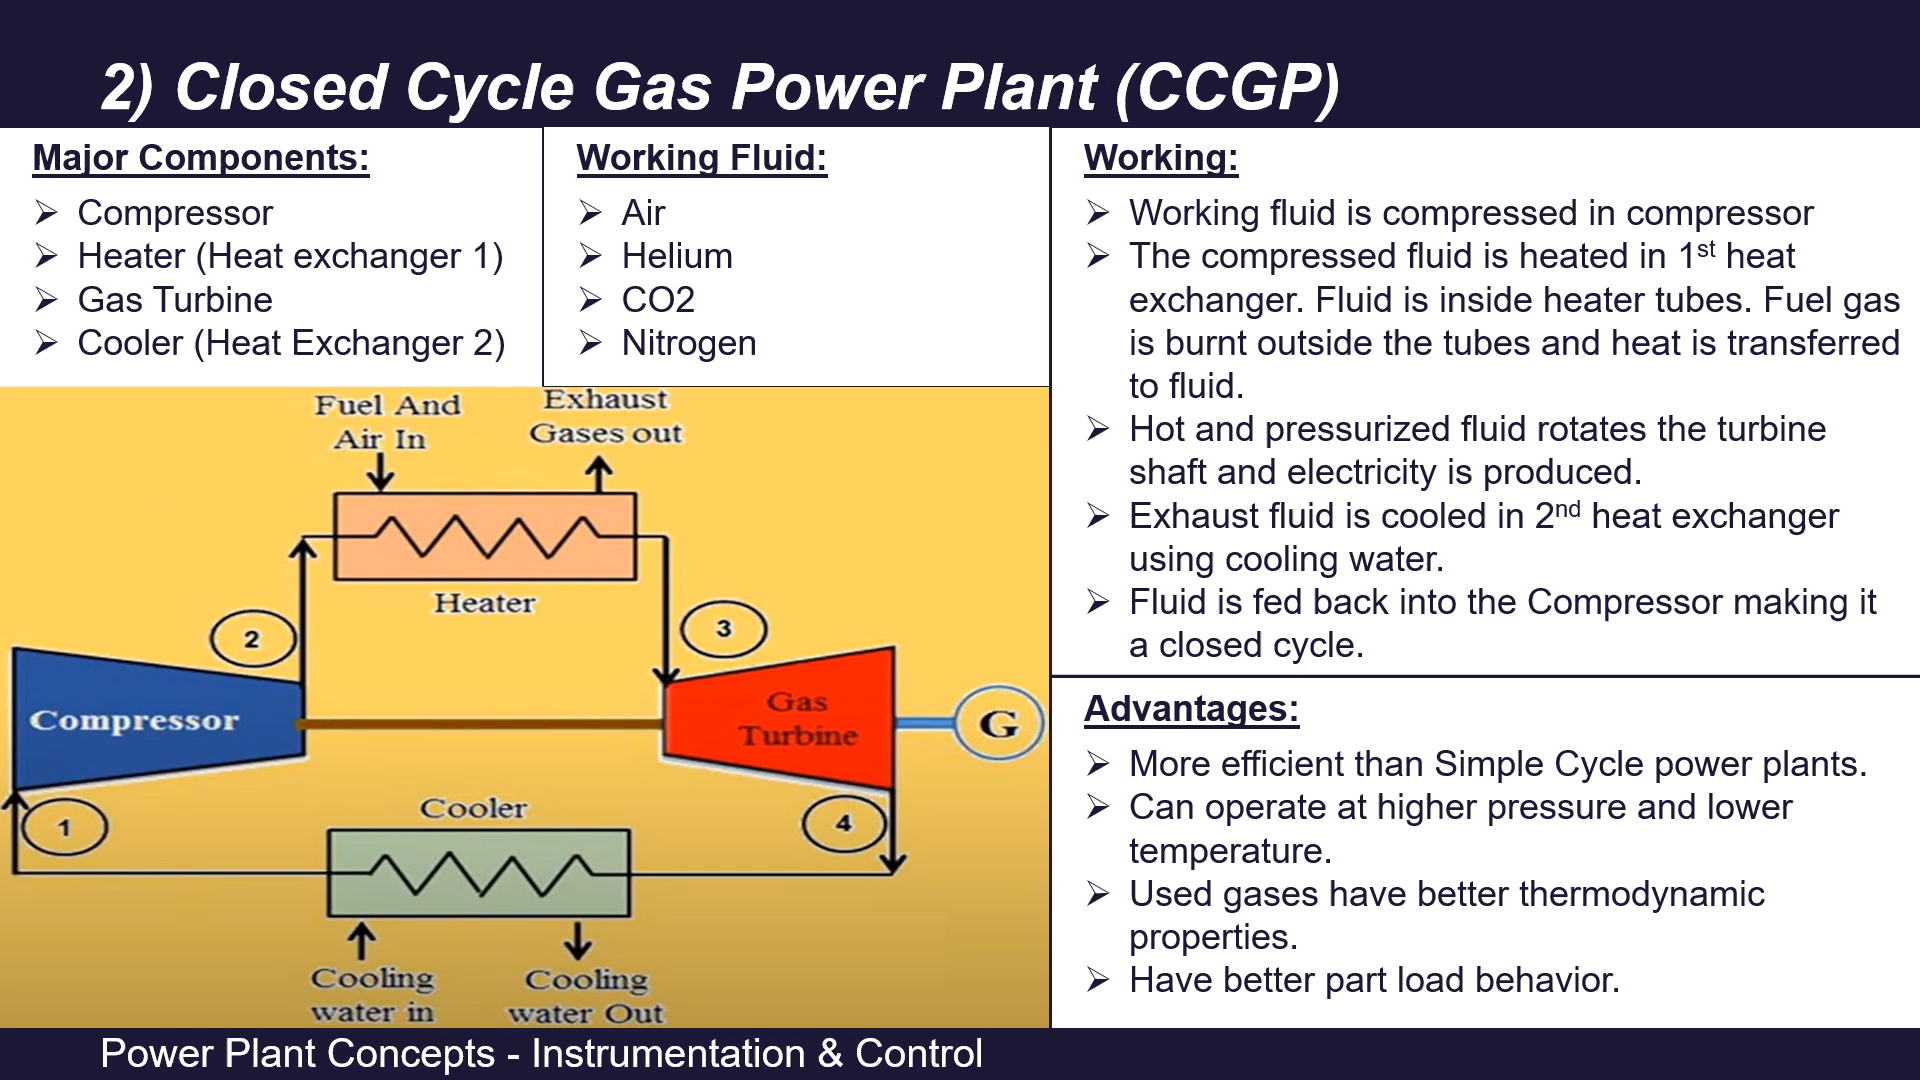 2) Closed Cycle Gas Power Plant (CCGP)
Major Components:
➢ Compressor
➢ Heater (Heat exchanger 1)
➢ Gas Turbine
➢ Cooler (Heat Exchanger 2)
Working Fluid:
➢ Air
➢ Helium
➢ CO2
➢ Nitrogen
Working:
➢ Working fluid is compressed in compressor
➢ The compressed fluid is heated in 1st heat
exchanger. Fluid is inside heater tubes. Fuel gas
is burnt outside the tubes and heat is transferred
to fluid.
➢ Hot and pressurized fluid rotates the turbine
shaft and electricity is produced.
➢ Exhaust fluid is cooled in 2nd heat exchanger
using cooling water.
➢ Fluid is fed back into the Compressor making it
a closed cycle.
Advantages:
➢ More efficient than Simple Cycle power plants.
➢ Can operate at higher pressure and lower
temperature.
➢ Used gases have better thermodynamic
properties.
➢ Have better part load behavior.
Fuel And
Air In
Exhaust
Gases out
Heater
2
3
Compressor
Gas
Turbine
G
1
Cooler
4
Cooling
water in
Cooling
water Out
Power Plant Concepts - Instrumentation & Control